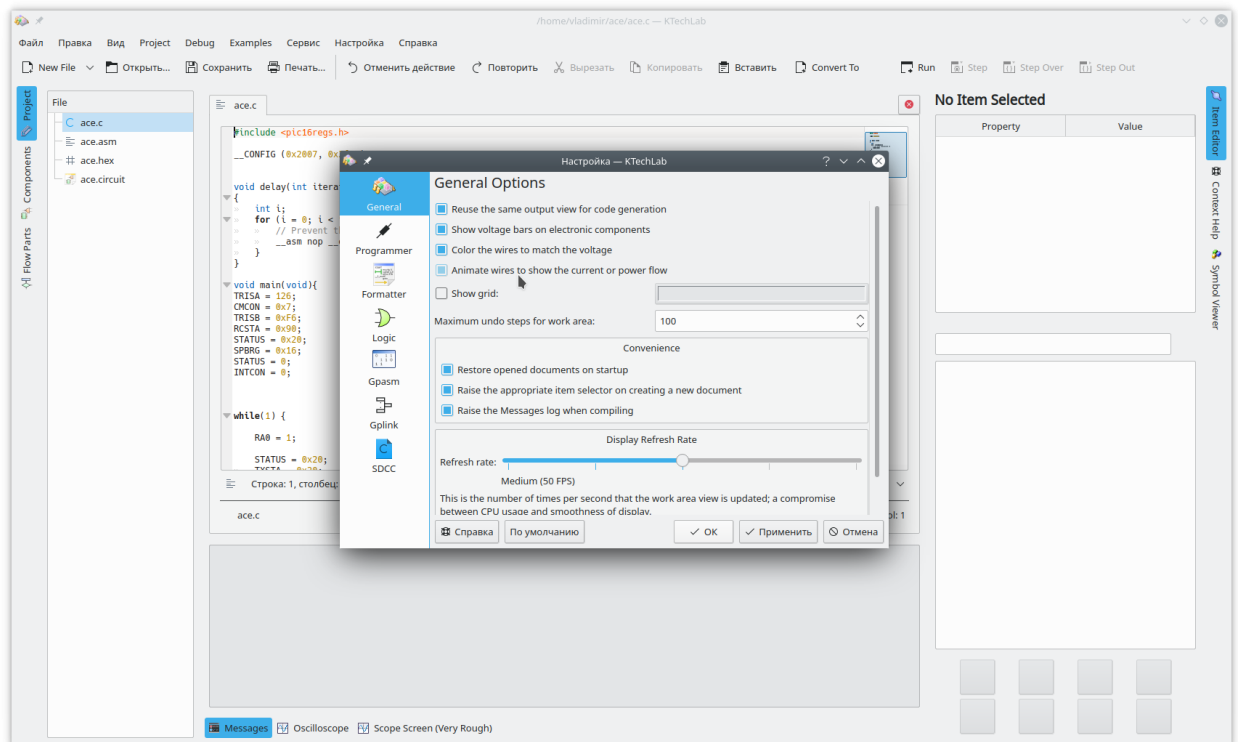 /home/vladimir/ace/ace.c — KTechLab
Файл Правка Вид Project Debug Examples Сервис Настройка Справка
New File Открыть... Сохранить Печать... Отменить действие Повторить Вырезать Копировать Вставить Convert To Run Step Step Over Step Out
Project
Components
Flow Parts
File
ace.c
ace.asm
ace.hex
ace.circuit
ace.c
#include <pic16regs.h>
__CONFIG (0x2007, 0x
void delay(int itera
{
int i;
for (i = 0; i <
// Prevent t
__asm nop __
}
}
void main(void){
TRISA = 126;
CMCON = 0x7;
TRISB = 0xF6;
RCSTA = 0x90;
STATUS = 0x20;
SPBRG = 0x16;
STATUS = 0;
INTCON = 0;
while(1) {
RA0 = 1;
STATUS = 0x20;
Строка: 1, столбец:
ace.c
ol: 1
Настройка — KTechLab
General
Programmer
Formatter
Logic
Gpasm
Gplink
SDCC
General Options
Reuse the same output view for code generation
Show voltage bars on electronic components
Color the wires to match the voltage
Animate wires to show the current or power flow
Show grid:
Maximum undo steps for work area: 100
Convenience
Restore opened documents on startup
Raise the appropriate item selector on creating a new document
Raise the Messages log when compiling
Display Refresh Rate
Refresh rate:
Medium (50 FPS)
This is the number of times per second that the work area view is updated; a compromise
between CPU usage and smoothness of display.
Справка По умолчанию ОК Применить Отмена
No Item Selected
Property Value
Item Editor
Context Help
Symbol Viewer
Messages Oscilloscope Scope Screen (Very Rough)